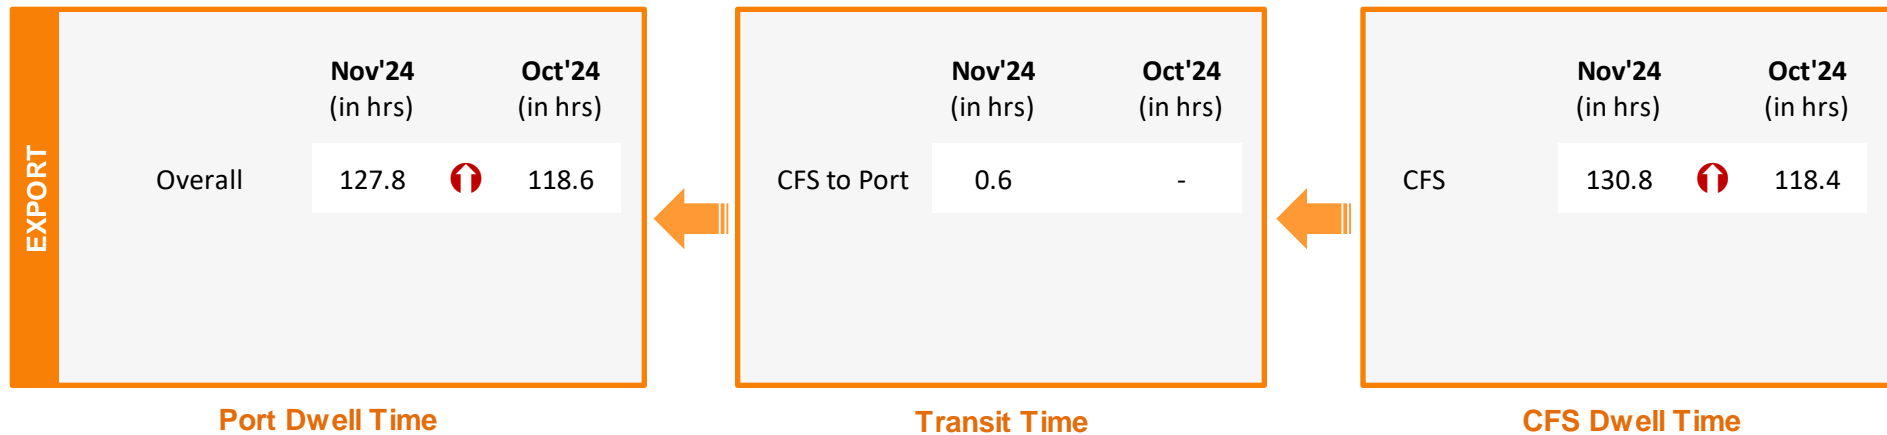 EXPORT
Nov'24 Oct'24
(in hrs) (in hrs)
Overall 127.8 118.6
Port Dwell Time
Nov'24 Oct'24
(in hrs) (in hrs)
CFS to Port 0.6 -
Transit Time
Nov'24 Oct'24
(in hrs) (in hrs)
CFS 130.8 118.4
CFS Dwell Time